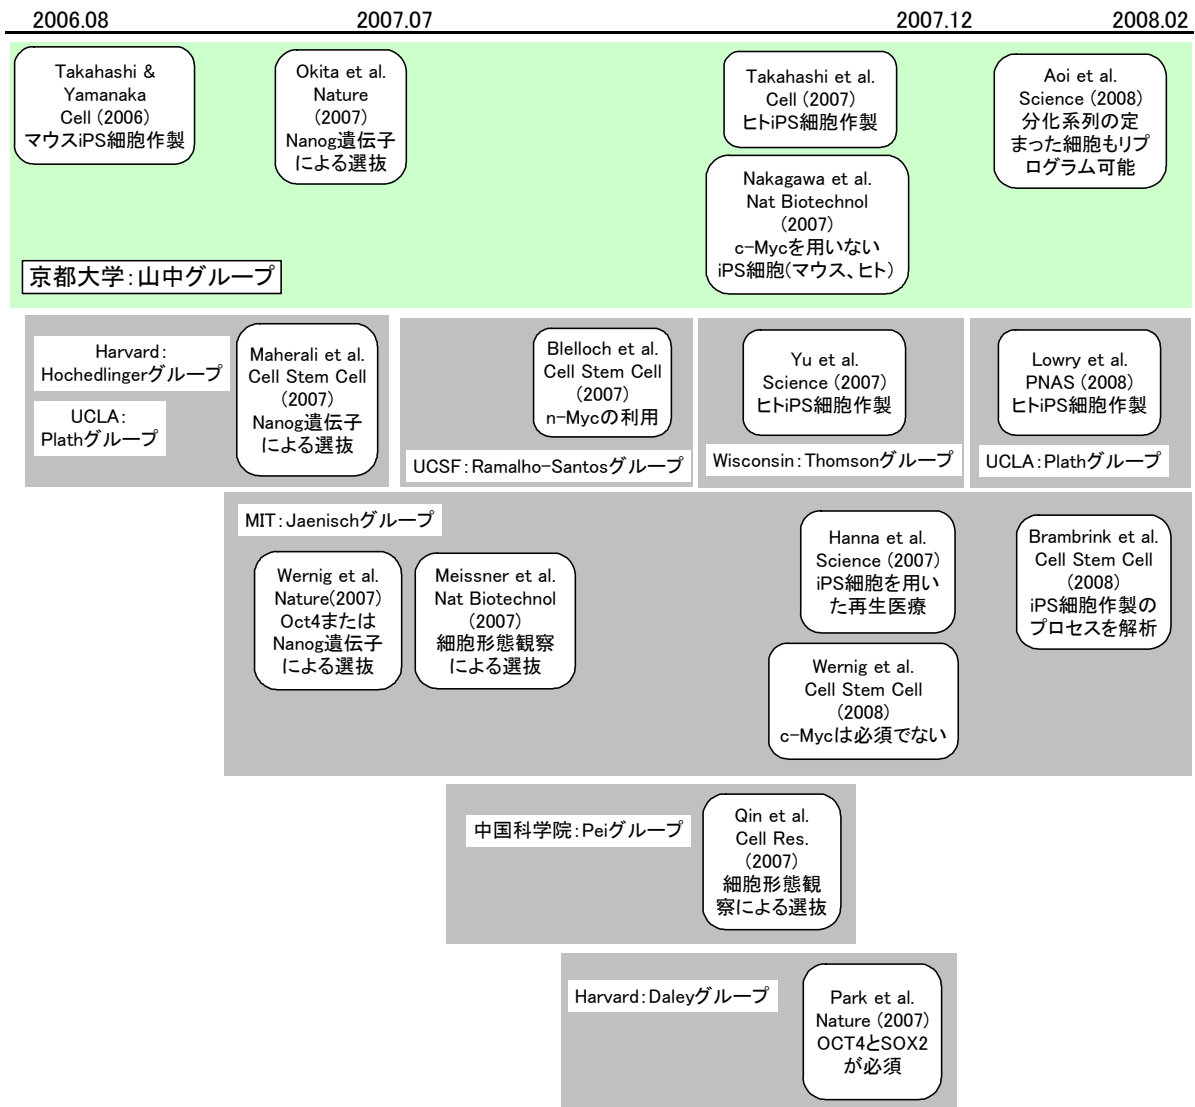 2006.08
2007.07
2007.12
2008.02
Takahashi &
Yamanaka
Cell (2006)
マウスiPS細胞作製
Okita et al.
Nature
(2007)
Nanog遺伝子
による選抜
Takahashi et al.
Cell (2007)
ヒトiPS細胞作製
Nakagawa et al.
Nat Biotechnol
(2007)
c-Mycを用いない
iPS細胞(マウス、ヒト)
Aoi et al.
Science (2008)
分化系列の定
まった細胞もリプ
ログラム可能
京都大学：山中グループ
Harvard：
Hochedlingerグループ
UCLA：
Plathグループ
Maherali et al.
Cell Stem Cell
(2007)
Nanog遺伝子
による選抜
Blelloch et al.
Cell Stem Cell
(2007)
n-Mycの利用
UCSF：Ramalho-Santosグループ
Yu et al.
Science (2007)
ヒトiPS細胞作製
Wisconsin：Thomsonグループ
Lowry et al.
PNAS (2008)
ヒトiPS細胞作製
UCLA：Plathグループ
MIT：Jaenischグループ
Wernig et al.
Nature(2007)
Oct4または
Nanog遺伝子
による選抜
Meissner et al.
Nat Biotechnol
(2007)
細胞形態観察
による選抜
Hanna et al.
Science (2007)
iPS細胞を用い
た再生医療
Wernig et al.
Cell Stem Cell
(2008)
c-Mycは必須でない
Brambrink et al.
Cell Stem Cell
(2008)
iPS細胞作製の
プロセスを解析
中国科学院：Peiグループ
Qin et al.
Cell Res.
(2007)
細胞形態観
察による選抜
Harvard：Daleyグループ
Park et al.
Nature (2007)
OCT4とSOX2
が必須